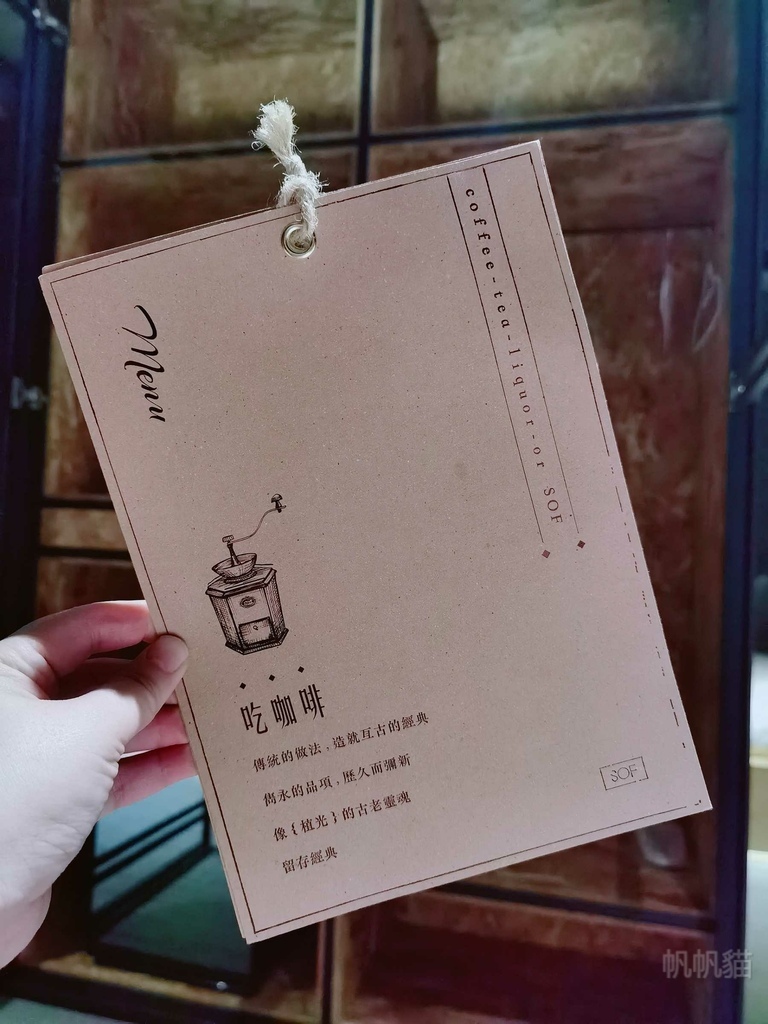 coffee-tea-liquor-or SOF
Menu
吃咖啡
傳統的做法，造就亙古的經典
雋永的品項，歷久而彌新
像{植光}的古老靈魂
留存經典
SOF
帆帆貓